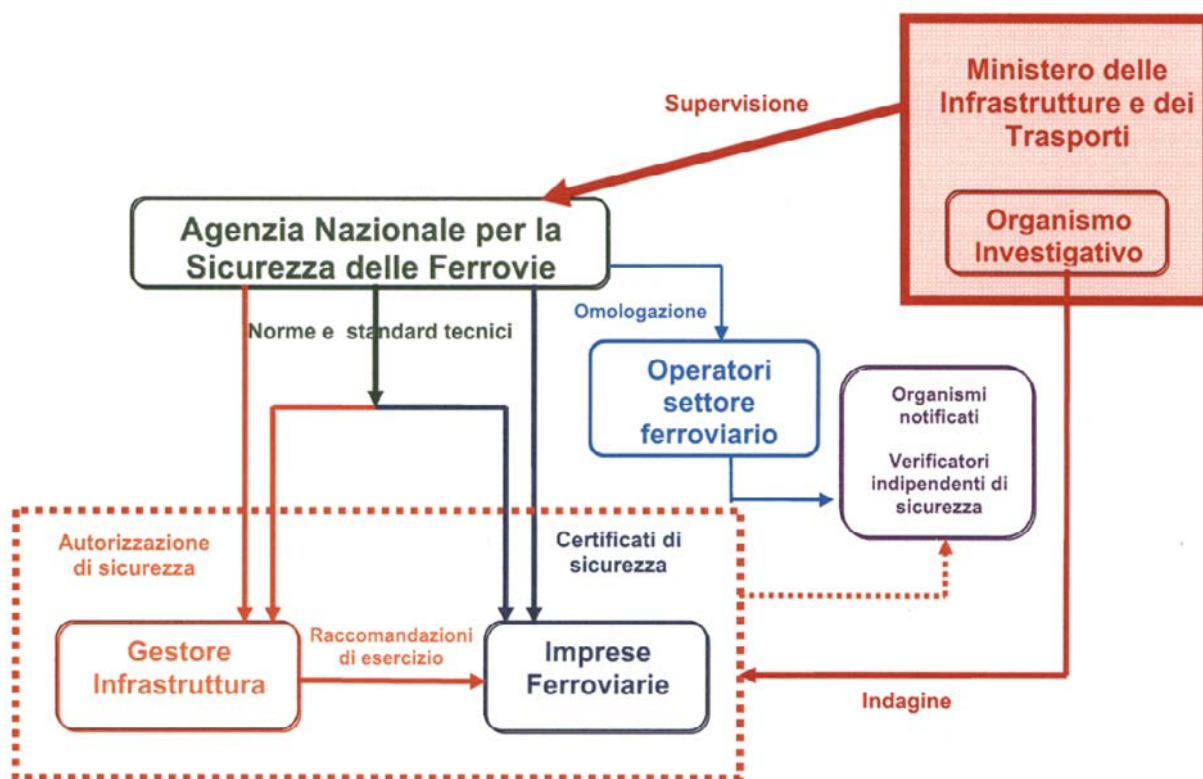 Ministero delle
Infrastrutture e dei
Trasporti
Supervisione
Organismo
Investigativo
Agenzia Nazionale per la
Sicurezza delle Ferrovie
Omologazione
Norme e standard tecnici
Operatori
settore
ferroviario
Organismi
notificati
Verificatori
indipendenti di
sicurezza
Autorizzazione
di sicurezza
Certificati di
sicurezza
Gestore
Infrastruttura
Raccomandazioni
di esercizio
Imprese
Ferroviarie
Indagine